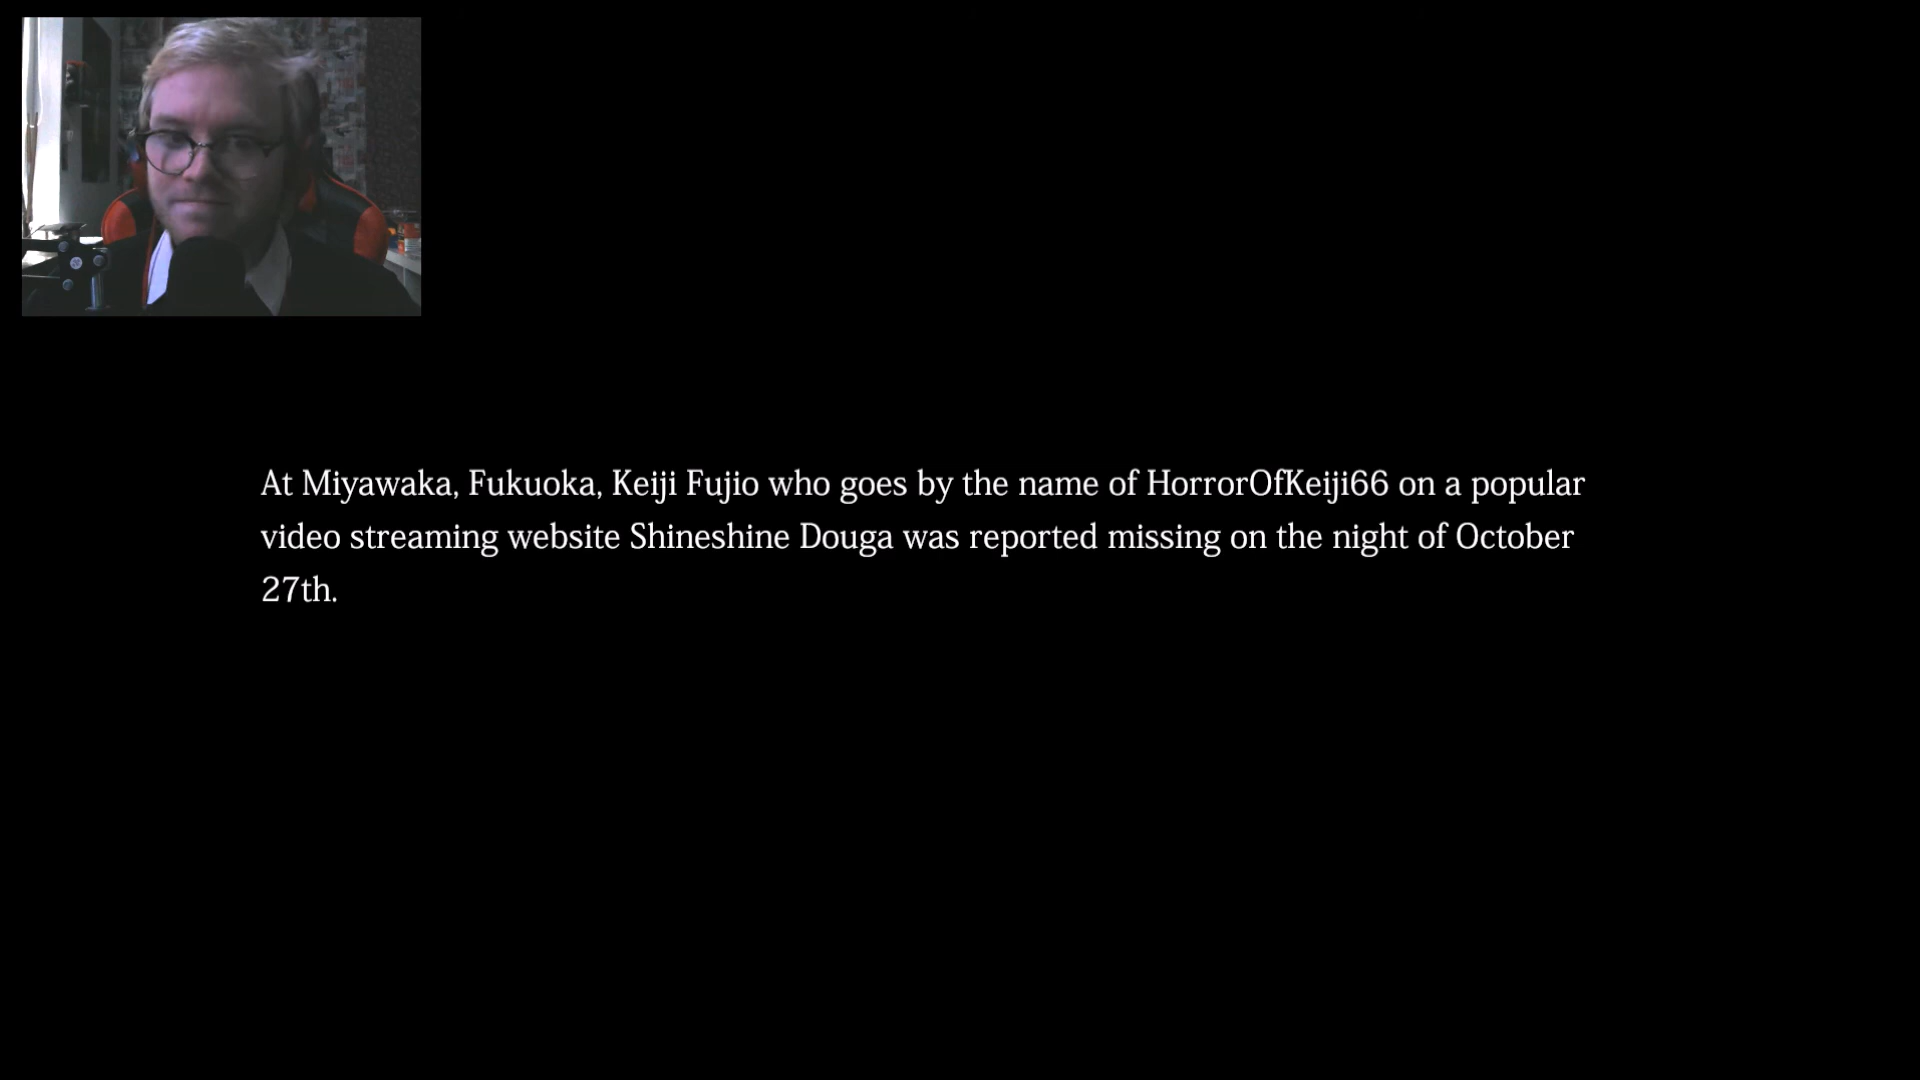 At Miyawaka, Fukuoka, Keiji Fujio who goes by the name of HorrorOfKeiji66 on a popular
video streaming website Shineshine Douga was reported missing on the night of October
27th.